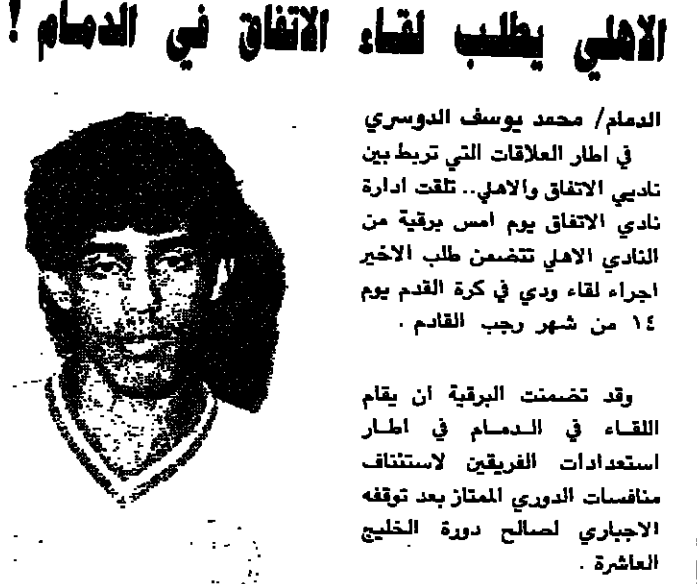 الاهلي يطلب لقاء الاتفاق في الدمام !
الدمام/ محمد يوسف الدوسري
في اطار العلاقات التي تربط بين
ناديي الاتفاق والاهلي.. تلقت ادارة
نادي الاتفاق يوم امس برقية من
النادي الاهلي تتضمن طلب الاخير
اجراء لقاء ودي في كرة القدم يوم
١٤ من شهر رجب القادم .
وقد تضمنت البرقية ان يقام
اللقاء في الدمام في اطار
استعدادات الفريقين لاستئناف
منافسات الدوري الممتاز بعد توقفه
الاجباري لصالح دورة الخليج
العاشرة .